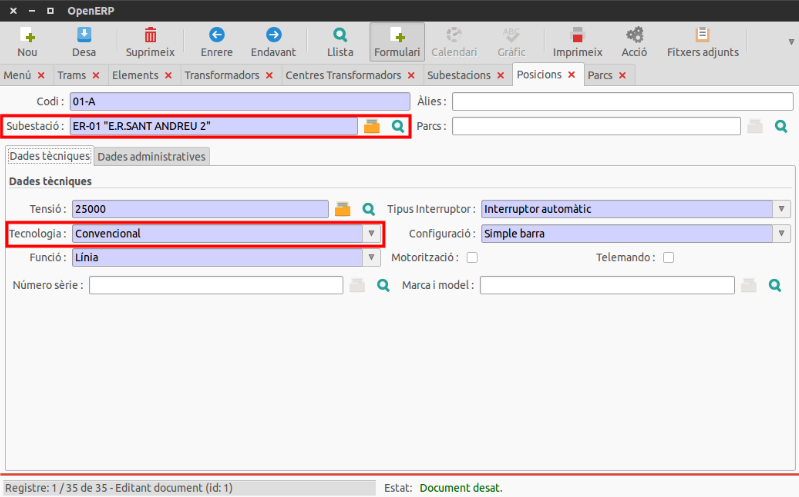 OpenERP
Nou Desa Suprimeix Enrere Endavant Llista Formulari Calendari Gràfic Imprimeix Acció Fitxers adjunts
Menú Trams Elements Transformadors Centres Transformadors Subestacions Posicions Parcs
Codi: 01-A Àlies:
Subestació: ER-01 "E.R.SANT ANDREU 2" Parcs:
Dades tècniques Dades administratives
Dades tècniques
Tensió: 25000 Tipus Interruptor: Interruptor automàtic
Tecnologia: Convencional Configuració: Simple barra
Funció: Línia Motorització: Telemando:
Número sèrie: Marca i model:
Registre: 1 / 35 de 35 - Editant document (id: 1) Estat: Document desat.